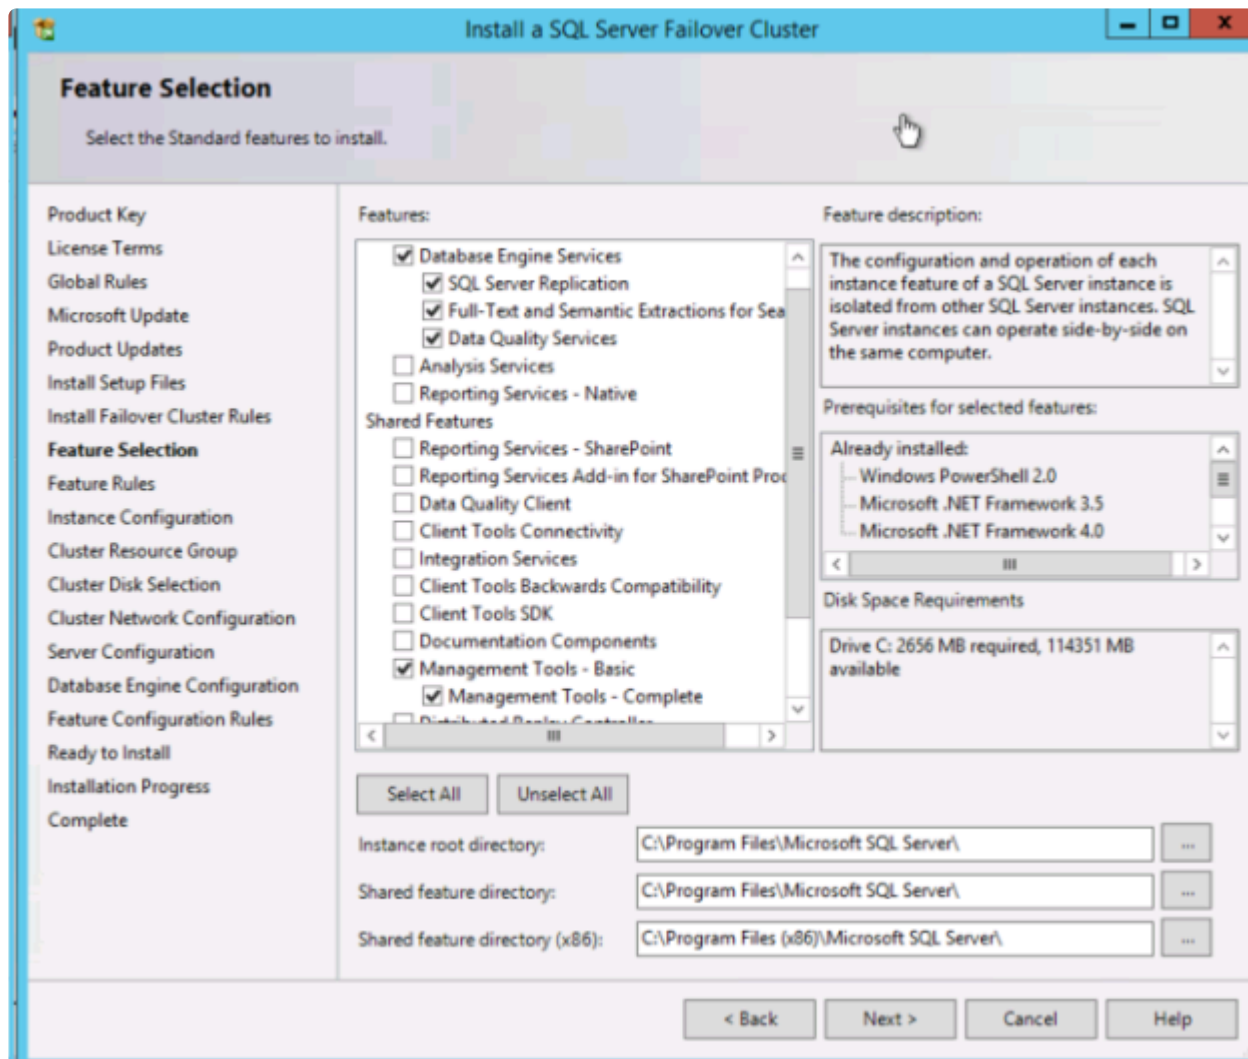 Install a SQL Server Failover Cluster
Feature Selection
Select the Standard features to install.
Product Key
License Terms
Global Rules
Microsoft Update
Product Updates
Install Setup Files
Install Failover Cluster Rules
Feature Selection
Feature Rules
Instance Configuration
Cluster Resource Group
Cluster Disk Selection
Cluster Network Configuration
Server Configuration
Database Engine Configuration
Feature Configuration Rules
Ready to Install
Installation Progress
Complete
Features:
Database Engine Services
SQL Server Replication
Full-Text and Semantic Extractions for Sea
Data Quality Services
Analysis Services
Reporting Services - Native
Shared Features
Reporting Services - SharePoint
Reporting Services Add-in for SharePoint Proc
Data Quality Client
Client Tools Connectivity
Integration Services
Client Tools Backwards Compatibility
Client Tools SDK
Documentation Components
Management Tools - Basic
Management Tools - Complete
Distributed Replay Controller
Feature description:
The configuration and operation of each
instance feature of a SQL Server instance is
isolated from other SQL Server instances. SQL
Server instances can operate side-by-side on
the same computer.
Prerequisites for selected features:
Already installed:
Windows PowerShell 2.0
Microsoft .NET Framework 3.5
Microsoft .NET Framework 4.0
Disk Space Requirements
Drive C: 2656 MB required, 114351 MB
available
Select All
Unselect All
Instance root directory:
C:\Program Files\Microsoft SQL Server\
...
Shared feature directory:
C:\Program Files\Microsoft SQL Server\
...
Shared feature directory (x86):
C:\Program Files (x86)\Microsoft SQL Server\
...
< Back
Next >
Cancel
Help